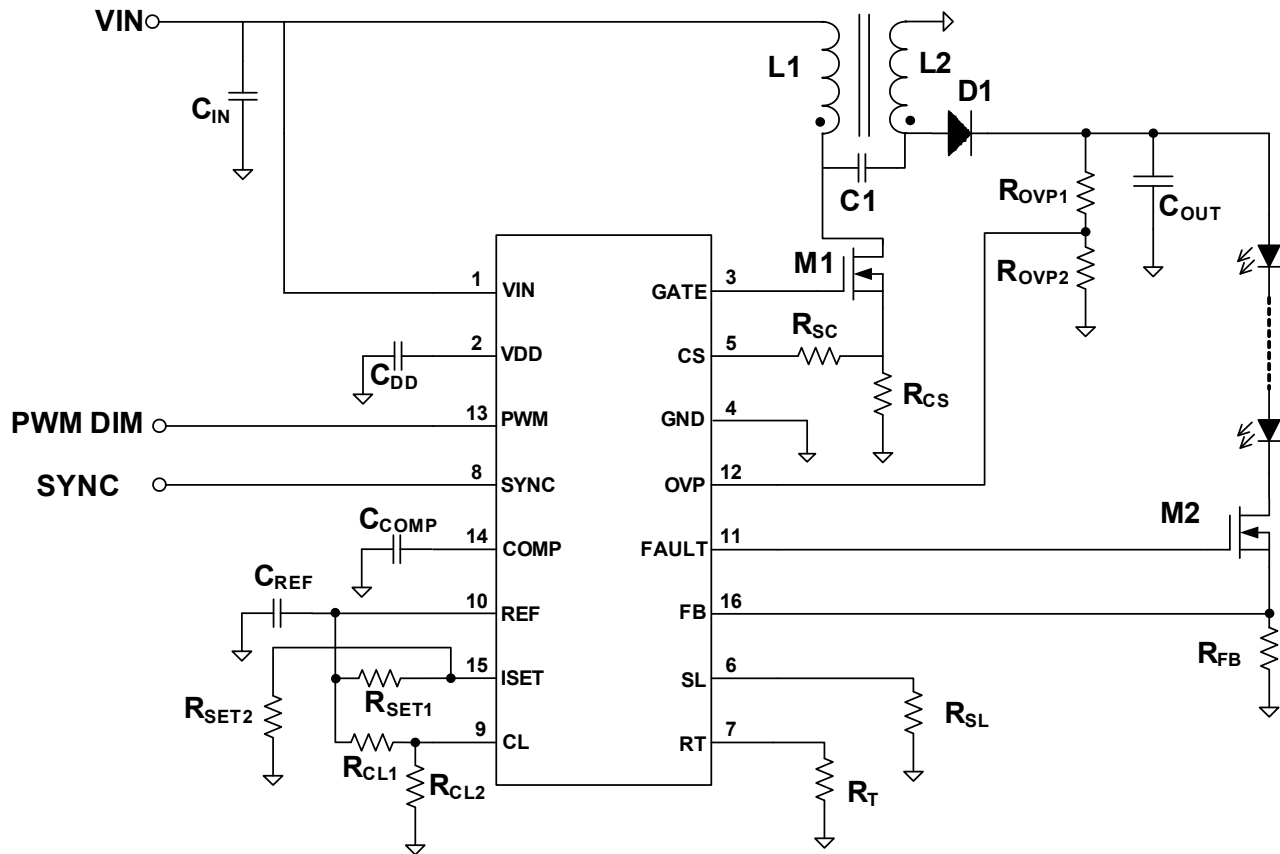 VIN
L1
L2
D1
CIN
C1
ROVP1
COUT
M1
ROVP2
1
VIN
GATE
3
RSC
2
VDD
CS
5
CDD
RCS
PWM DIM
13
PWM
GND
4
SYNC
8
SYNC
OVP
12
M2
CCOMP
14
COMP
FAULT
11
CREF
10
REF
FB
16
RFB
15
ISET
SL
6
RSET1
RSET2
RSL
9
CL
RT
7
RCL1
RCL2
RT